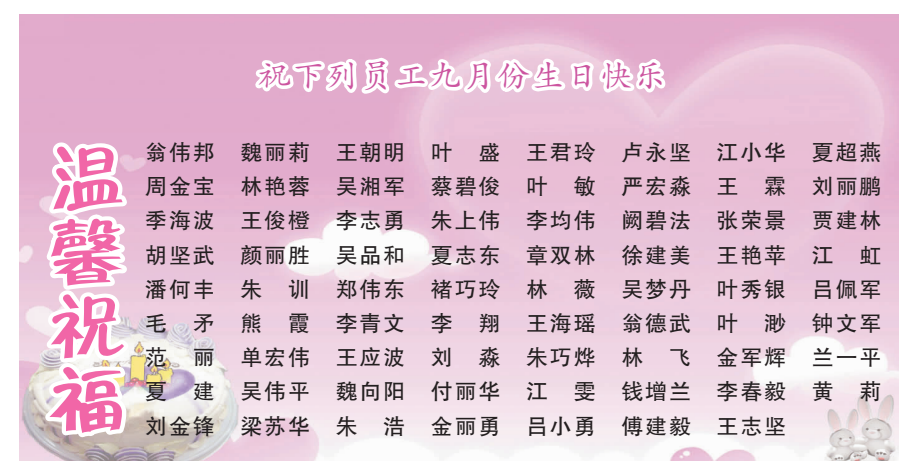 祝下列员工九月份生日快乐
温馨祝福
翁伟邦 魏丽莉 王朝明 叶盛 王君玲 卢永坚 江小华 夏超燕
周金宝 林艳蓉 吴湘军 蔡碧俊 叶敏 严宏淼 王霖 刘丽鹏
季海波 王俊橙 李志勇 朱上伟 李均伟 阙碧法 张荣景 贾建林
胡坚武 颜丽胜 吴品和 夏志东 章双林 徐建美 王艳苹 江虹
潘何丰 朱训 郑伟东 褚巧玲 林薇 吴梦丹 叶秀银 吕佩军
毛矛 熊霞 李青文 李翔 王海瑶 翁德武 叶渺 钟文军
范丽 单宏伟 王应波 刘淼 朱巧烨 林飞 金军辉 兰一平
夏建 吴伟平 魏向阳 付丽华 江雯 钱增兰 李春毅 黄莉
刘金锋 梁苏华 朱浩 金丽勇 吕小勇 傅建毅 王志坚